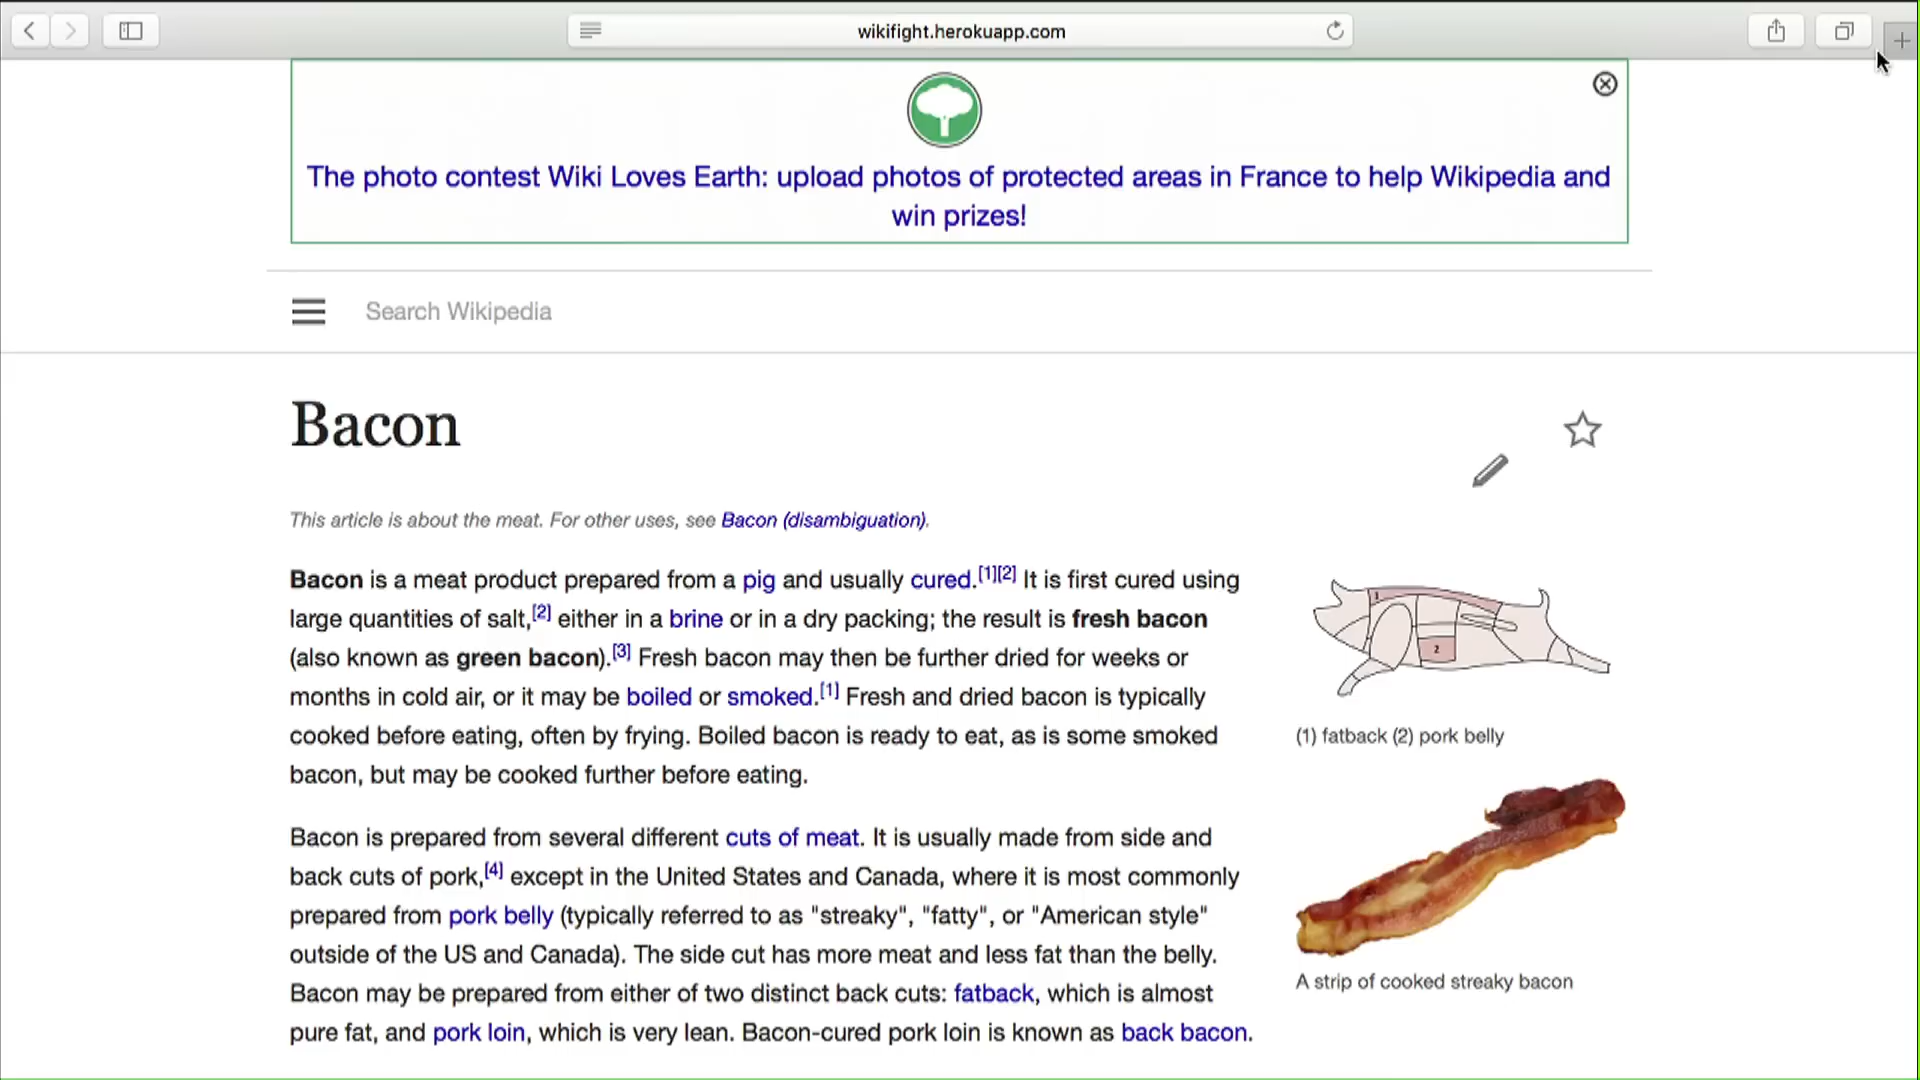 wikifight.herokuapp.com
The photo contest Wiki Loves Earth: upload photos of protected areas in France to help Wikipedia and
win prizes!
Search Wikipedia
Bacon
This article is about the meat. For other uses, see Bacon (disambiguation).
Bacon is a meat product prepared from a pig and usually cured.[1][2] It is first cured using
large quantities of salt,[2] either in a brine or in a dry packing; the result is fresh bacon
(also known as green bacon).[3] Fresh bacon may then be further dried for weeks or
months in cold air, or it may be boiled or smoked.[1] Fresh and dried bacon is typically
cooked before eating, often by frying. Boiled bacon is ready to eat, as is some smoked
bacon, but may be cooked further before eating.
Bacon is prepared from several different cuts of meat. It is usually made from side and
back cuts of pork,[4] except in the United States and Canada, where it is most commonly
prepared from pork belly (typically referred to as "streaky", "fatty", or "American style"
outside of the US and Canada). The side cut has more meat and less fat than the belly.
Bacon may be prepared from either of two distinct back cuts: fatback, which is almost
pure fat, and pork loin, which is very lean. Bacon-cured pork loin is known as back bacon.
1
2
(1) fatback (2) pork belly
A strip of cooked streaky bacon